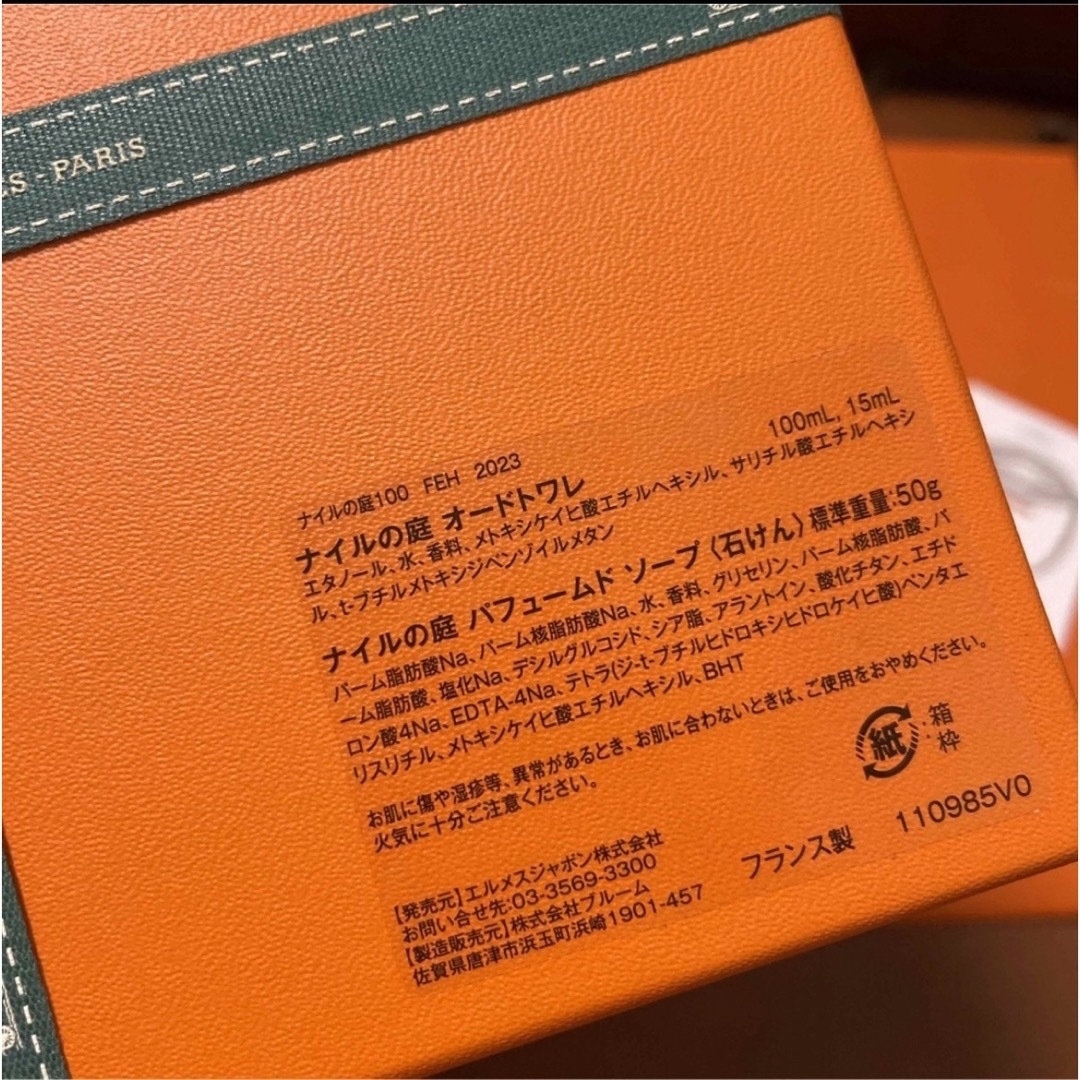 ES - PARIS
ナイルの庭100 FEH 2023
100mL, 15mL
ナイルの庭 オードトワレ
エタノール、水、香料、メトキシケイヒ酸エチルヘキシル、サリチル酸エチルヘキシ
ル、t-ブチルメトキシジベンゾイルメタン
ナイルの庭 パフュームド ソープ〈石けん〉標準重量:50g
パーム脂肪酸Na、パーム核脂肪酸Na、水、香料、グリセリン、パーム核脂肪酸、パ
ーム脂肪酸、塩化Na、デシルグルコシド、シア脂、アラントイン、酸化チタン、エチド
ロン酸4Na、EDTA-4Na、テトラ(ジ-t-ブチルヒドロキシヒドロケイヒ酸)ペンタエ
リスリチル、メトキシケイヒ酸エチルヘキシル、BHT
お肌に傷や湿疹等、異常があるとき、お肌に合わないときは、ご使用をおやめください。
火気に十分ご注意ください。
紙
:箱
:枠
【発売元】エルメスジャポン株式会社
お問い合せ先:03-3569-3300
【製造販売元】株式会社ブルーム
佐賀県唐津市浜玉町浜崎1901-457
フランス製
110985V0